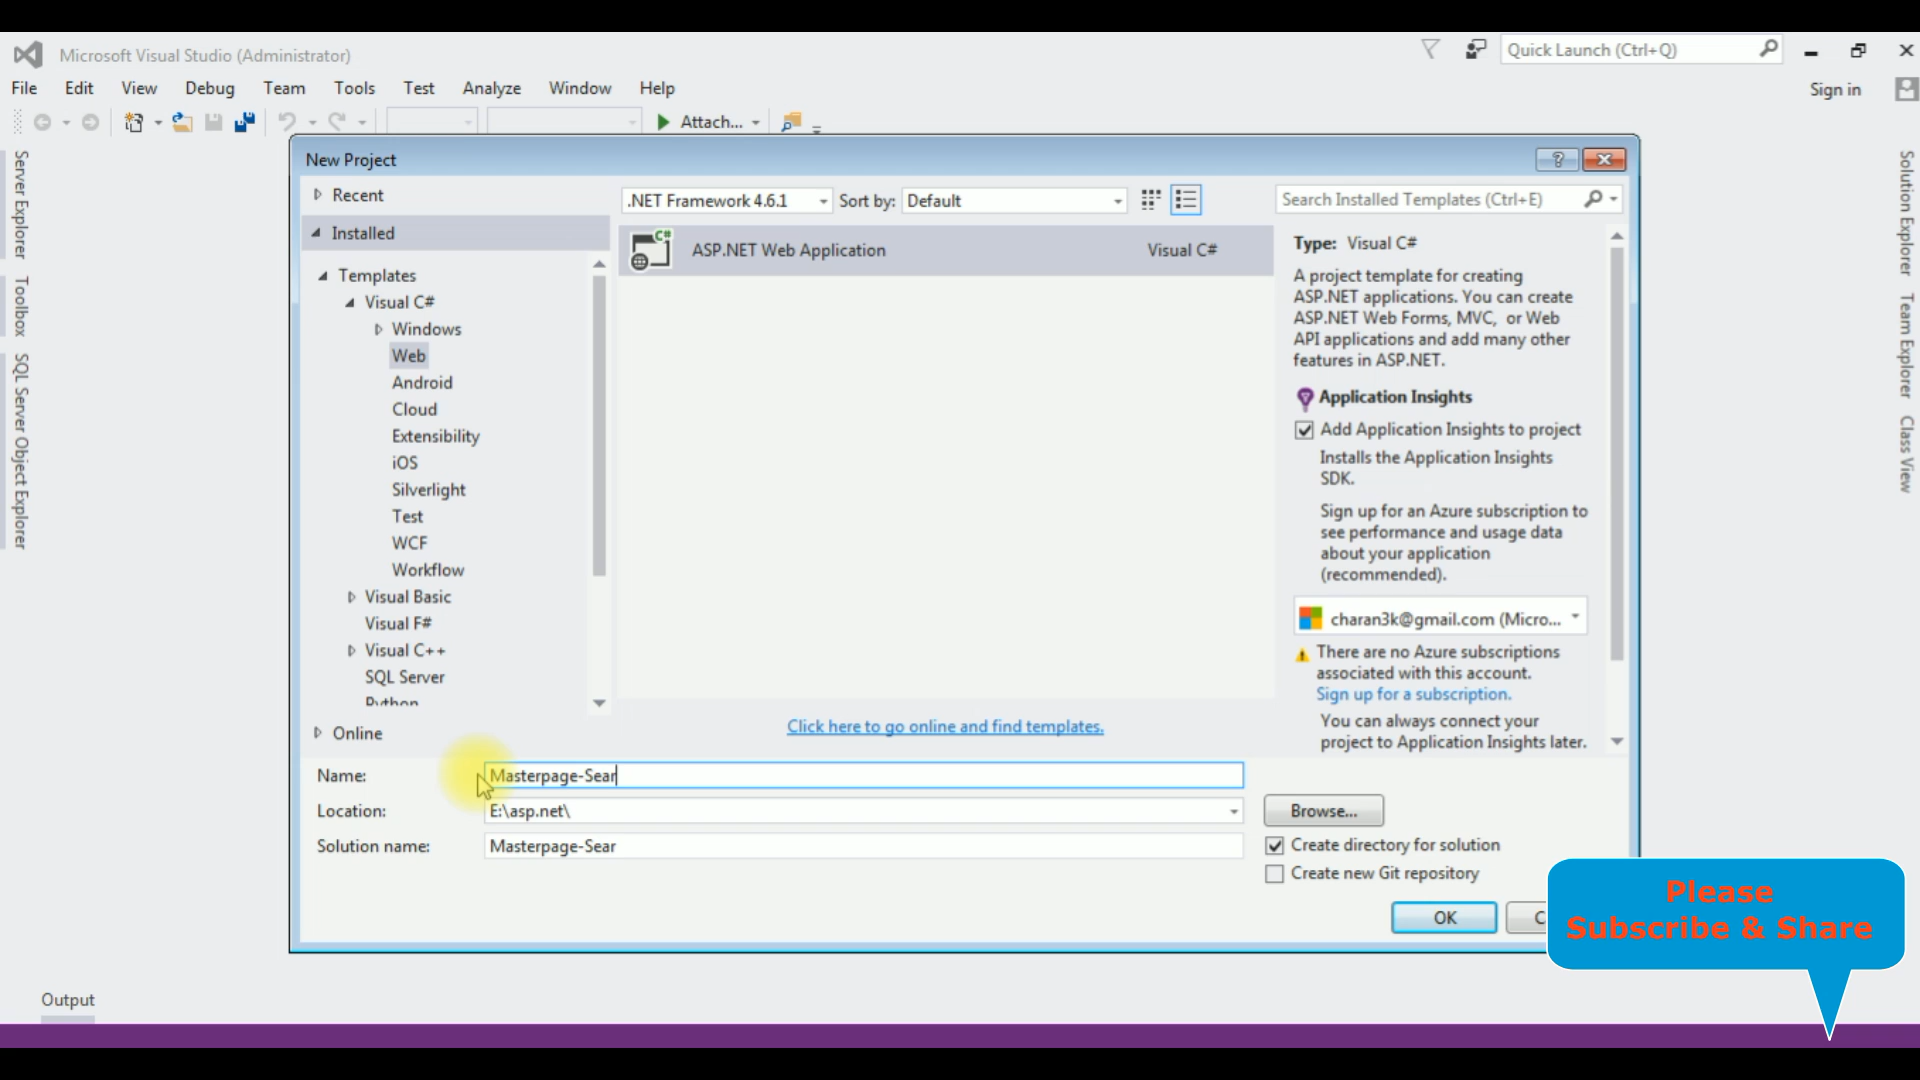 Microsoft Visual Studio (Administrator)
Quick Launch (Ctrl+Q)
File Edit View Debug Team Tools Test Analyze Window Help
Sign in
Attach...
Server Explorer
Toolbox
SQL Server Object Explorer
Solution Explorer
Team Explorer
Class View
New Project
Recent
.NET Framework 4.6.1
Sort by: Default
Search Installed Templates (Ctrl+E)
Installed
Templates
Visual C#
Windows
Web
Android
Cloud
Extensibility
iOS
Silverlight
Test
WCF
Workflow
Visual Basic
Visual F#
Visual C++
SQL Server
Python
Online
C#
ASP.NET Web Application Visual C#
Click here to go online and find templates.
Type: Visual C#
A project template for creating
ASP.NET applications. You can create
ASP.NET Web Forms, MVC, or Web
API applications and add many other
features in ASP.NET.
Application Insights
Add Application Insights to project
Installs the Application Insights
SDK.
Sign up for an Azure subscription to
see performance and usage data
about your application
(recommended).
charan3k@gmail.com (Micro...
There are no Azure subscriptions
associated with this account.
Sign up for a subscription.
You can always connect your
project to Application Insights later.
Name: Masterpage-Sear
Location: E:\asp.net\
Browse...
Solution name: Masterpage-Sear
Create directory for solution
Create new Git repository
OK
C
Please
Subscribe & Share
Output